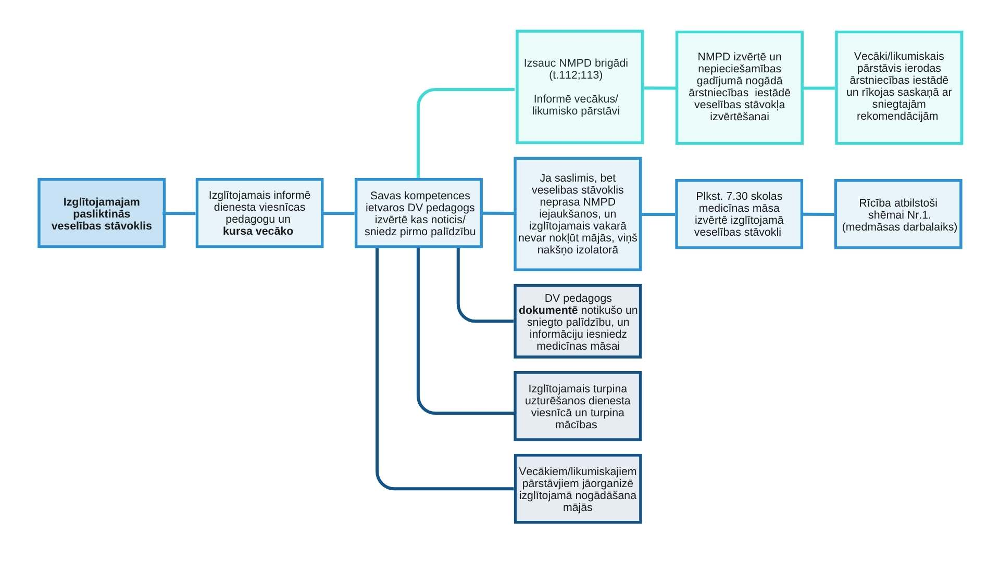 Izglītojamajam
pasliktinās
veselības stāvoklis
Izglītojamais informē
dienesta viesnīcas
pedagogu un
kursa vecāko
Savas kompetences
ietvaros DV pedagogs
izvērtē kas noticis/
sniedz pirmo palīdzību
Izsauc NMPD brigādi
(t.112;113)
Informē vecākus/
likumisko pārstāvi
NMPD izvērtē un
nepieciešamības
gadījumā nogādā
ārstniecības  iestādē
veselības stāvokļa
izvērtēšanai
Vecāki/likumiskais
pārstāvis ierodas
ārstniecības iestādē
un rīkojas saskaņā ar
sniegtajām
rekomendācijām
Ja saslimis, bet
veselibas stāvoklis
neprasa NMPD
iejaukšanos, un
izglītojamais vakarā
nevar nokļūt mājās, viņš
nakšņo izolatorā
Plkst. 7.30 skolas
medicīnas māsa
izvērtē izglītojamā
veselības stāvokli
Rīcība atbilstoši
shēmai Nr.1.
(medmāsas darbalaiks)
DV pedagogs
dokumentē notikušo un
sniegto palīdzību, un
informāciju iesniedz
medicīnas māsai
Izglītojamais turpina
uzturēšanos dienesta
viesnīcā un turpina
mācības
Vecākiem/likumiskajiem
pārstāvjiem jāorganizē
izglītojamā nogādāšana
mājās